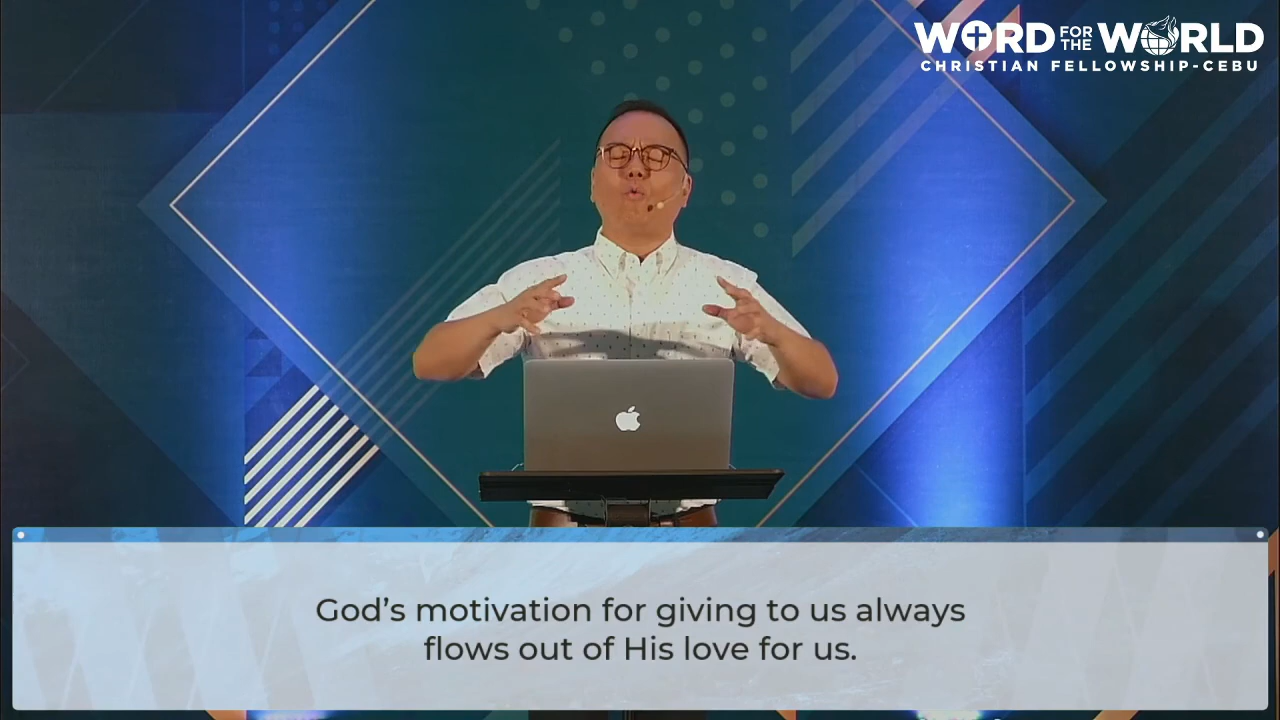 WORD FOR THE WORLD
CHRISTIAN FELLOWSHIP-CEBU
God’s motivation for giving to us always
flows out of His love for us.